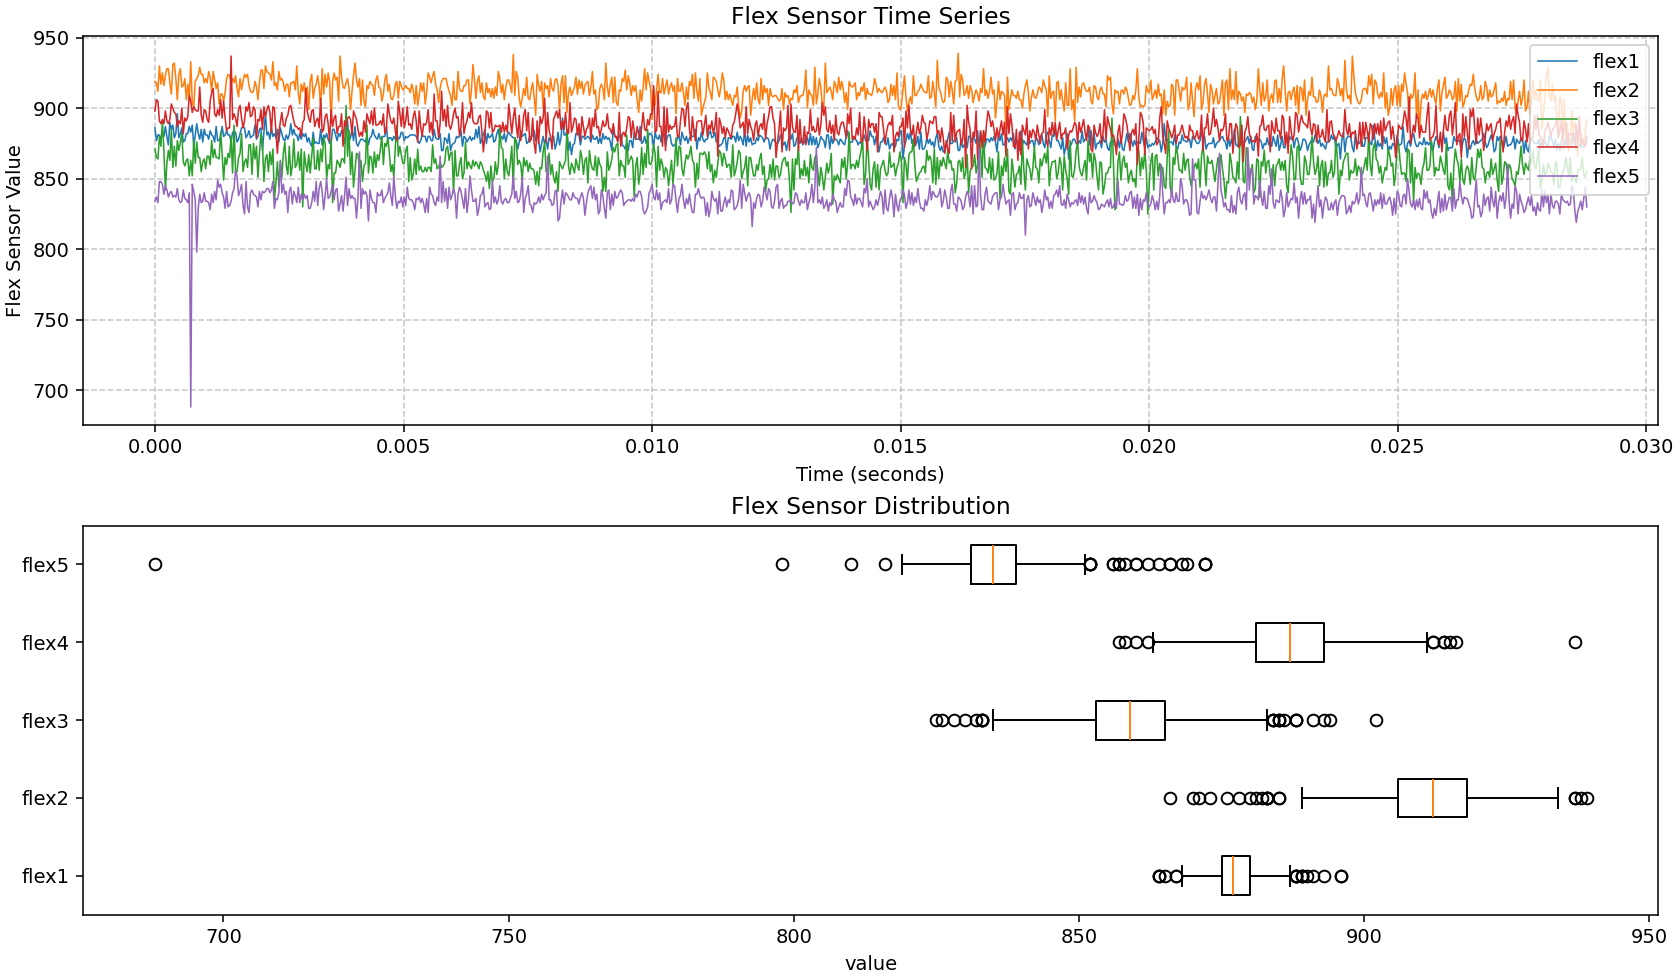 Flex Sensor Time Series
950
900
850
800
750
700
Flex Sensor Value
flex1
flex2
flex3
flex4
flex5
0.000 0.005 0.010 0.015 0.020 0.025 0.030
Time (seconds)
Flex Sensor Distribution
flex5
flex4
flex3
flex2
flex1
700 750 800 850 900 950
value